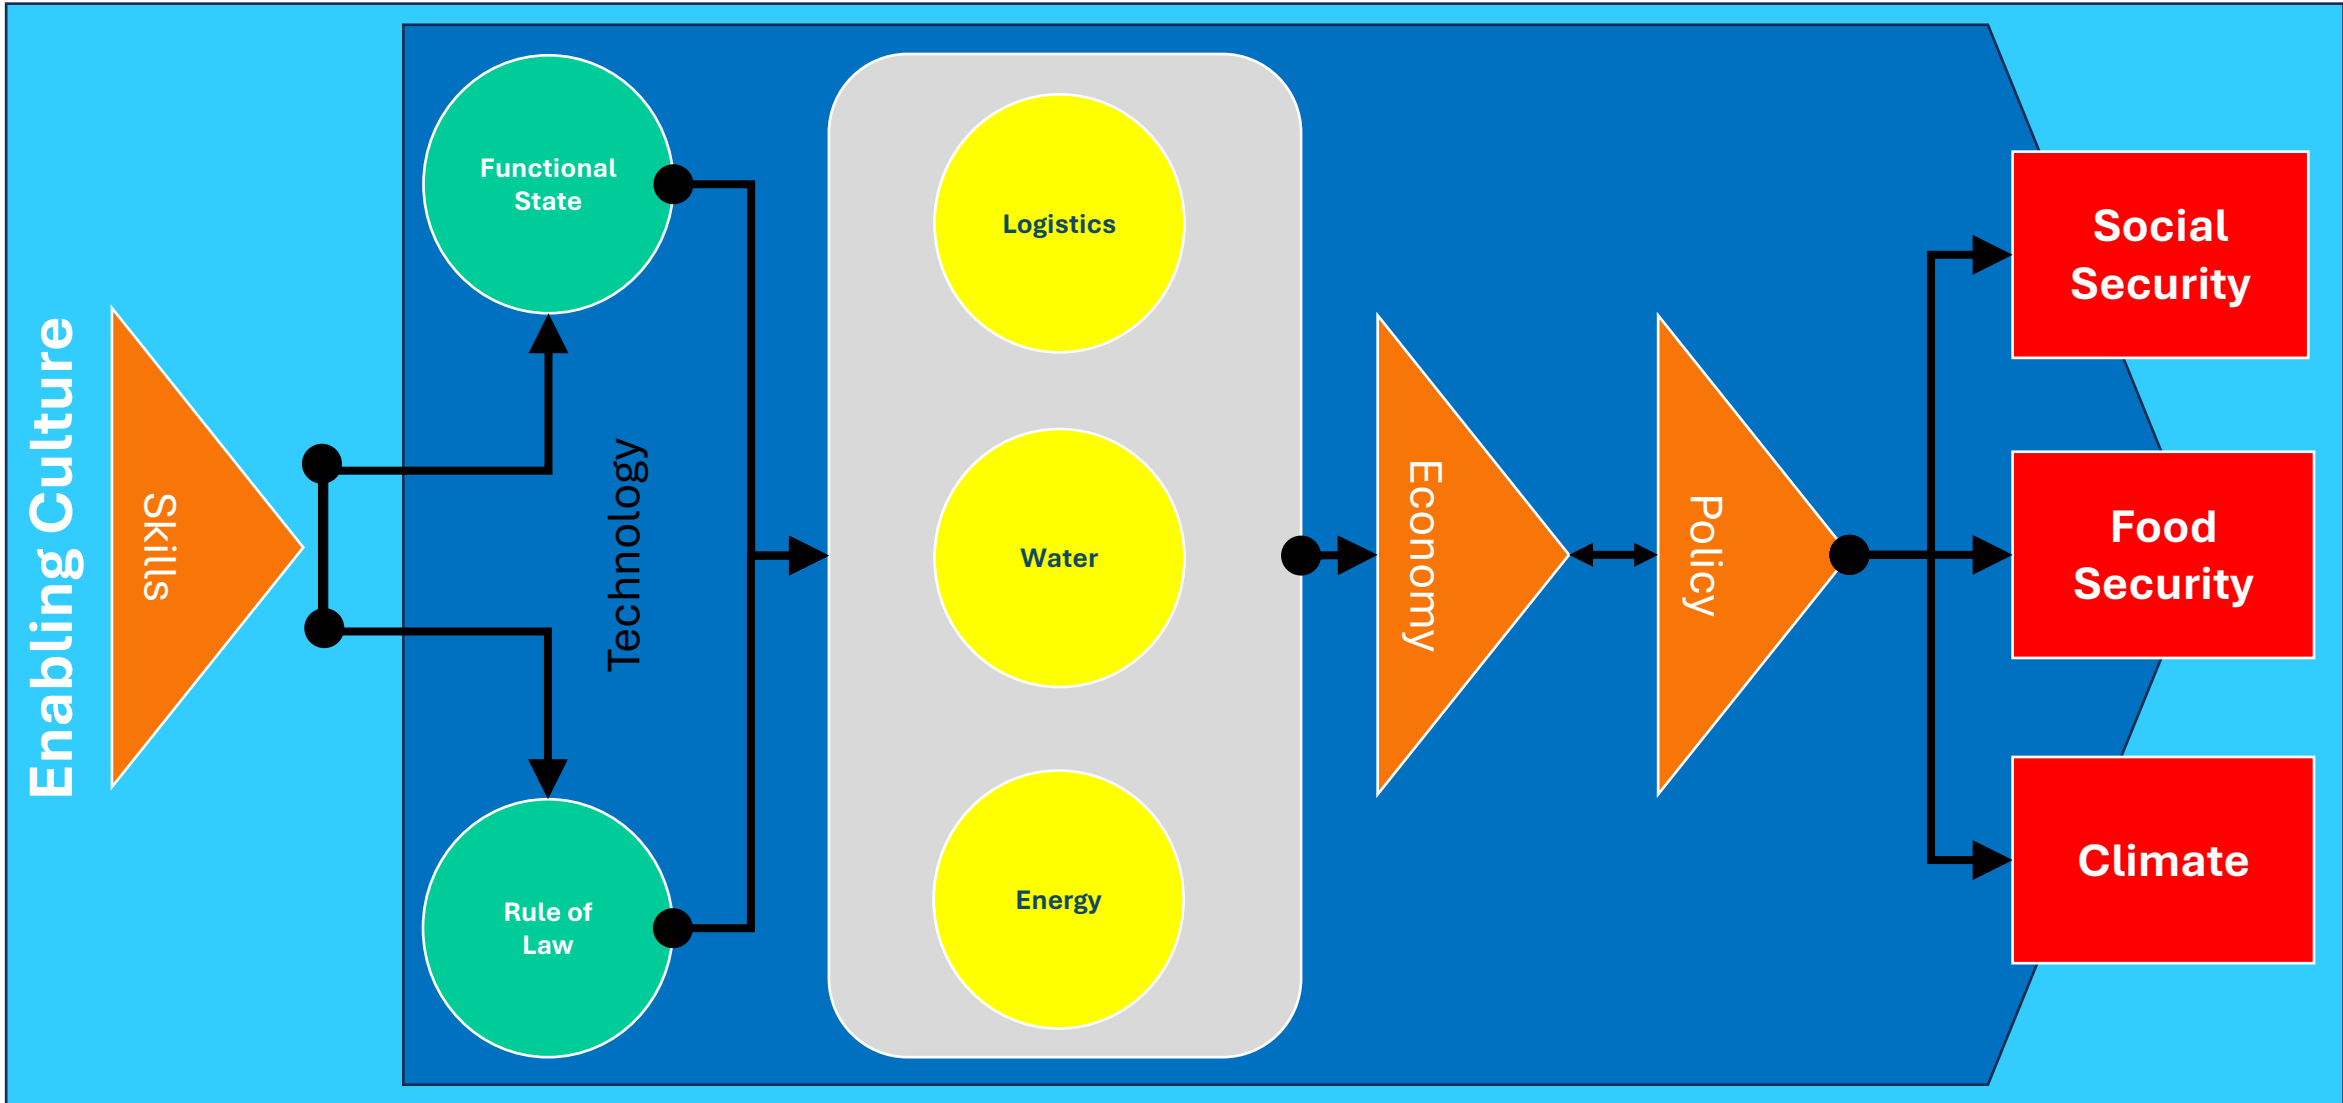 Enabling Culture
Skills
Functional
State
Technology
Rule of
Law
Logistics
Water
Energy
Economy
Policy
Social
Security
Food
Security
Climate